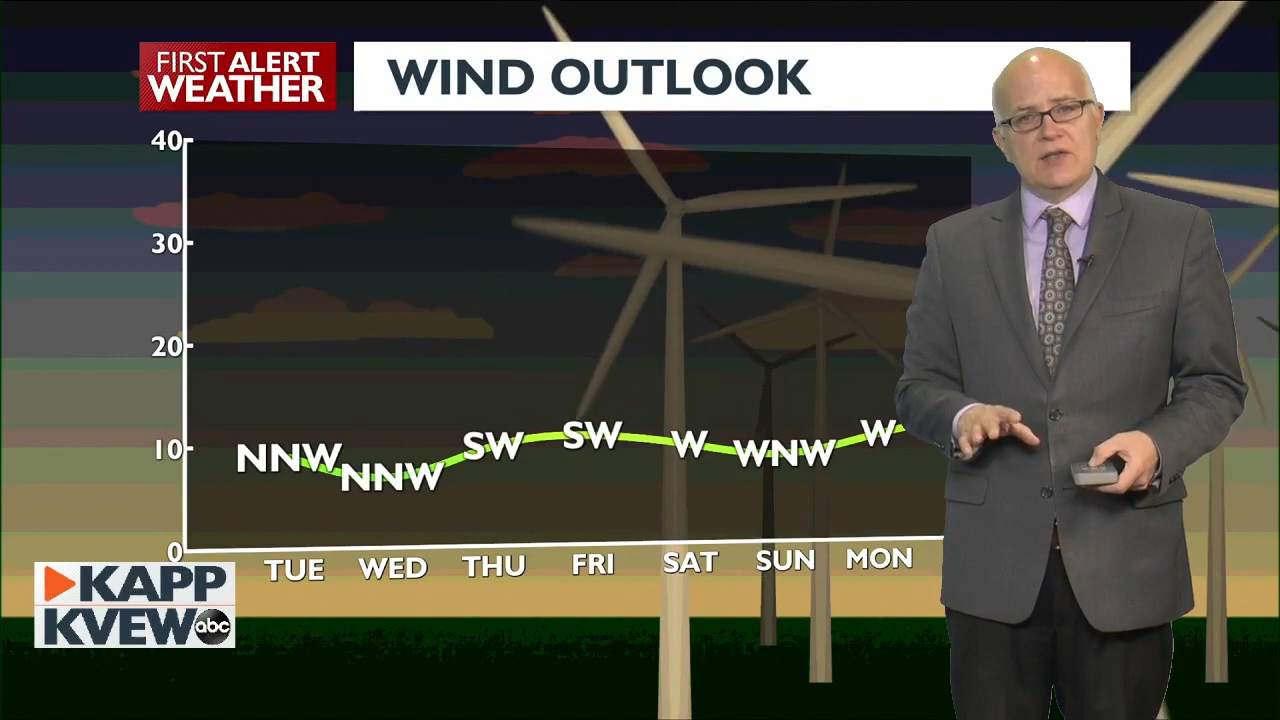 FIRST ALERT
WEATHER
WIND OUTLOOK
40
30
20
10
0
NNW NNW SW SW W WNW W
TUE WED THU FRI SAT SUN MON
KAPP
KVEW abc